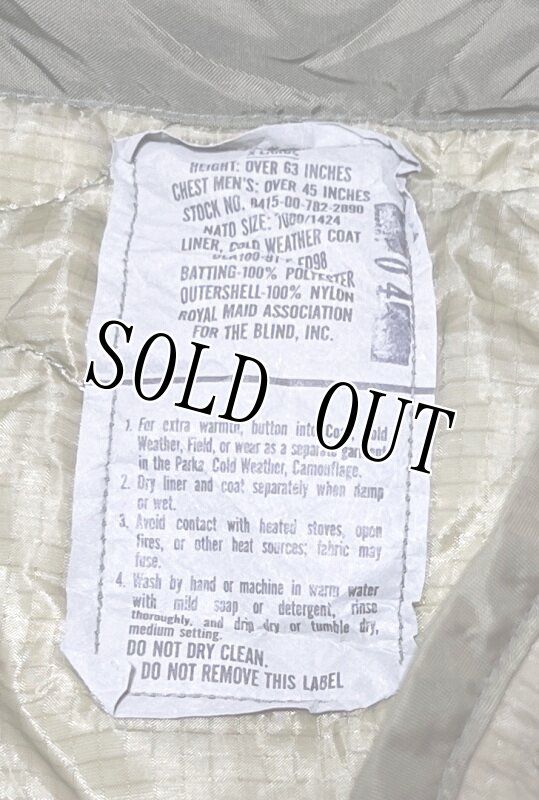 HEIGHT: OVER 63 INCHES
CHEST MEN'S: OVER 45 INCHES
STOCK NO. 8415-00-782-2890
NATO SIZE: /1424
LINER, COLD WEATHER COAT
BATTING-100% POLYESTER
OUTERSHELL-100% NYLON
ROYAL MAID ASSOCIATION
FOR THE BLIND, INC.
SOLD OUT
1. For extra warmth, button into Coat, Cold
Weather, Field, or wear as a separate garment
in the Parka, Cold Weather, Camouflage.
2. Dry liner and coat separately when damp
or wet.
3. Avoid contact with heated stoves, open
fires, or other heat sources; fabric may
fuse.
4. Wash by hand or machine in warm water
with mild soap or detergent, rinse
thoroughly, and drip dry or tumble dry,
medium setting.
DO NOT DRY CLEAN.
DO NOT REMOVE THIS LABEL